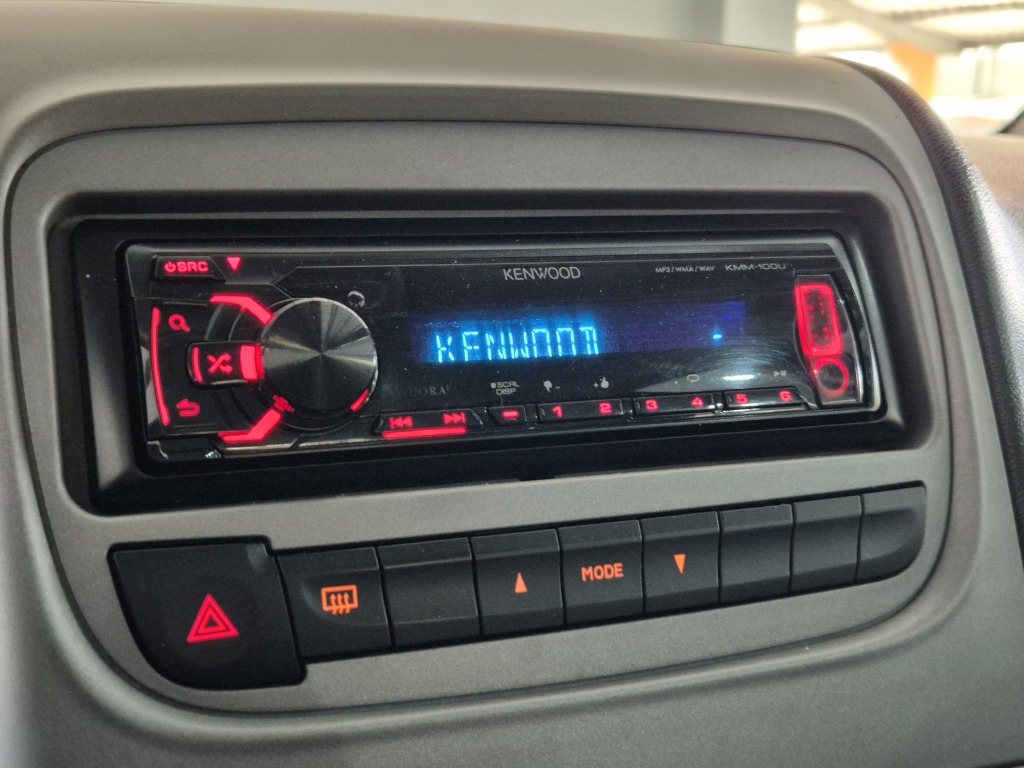 SRC
KENWOOD
MP3 / WMA / WAV
KMM-100U
KENWOOD
SCRL
DISP
1 2 3 4 5 6
MODE